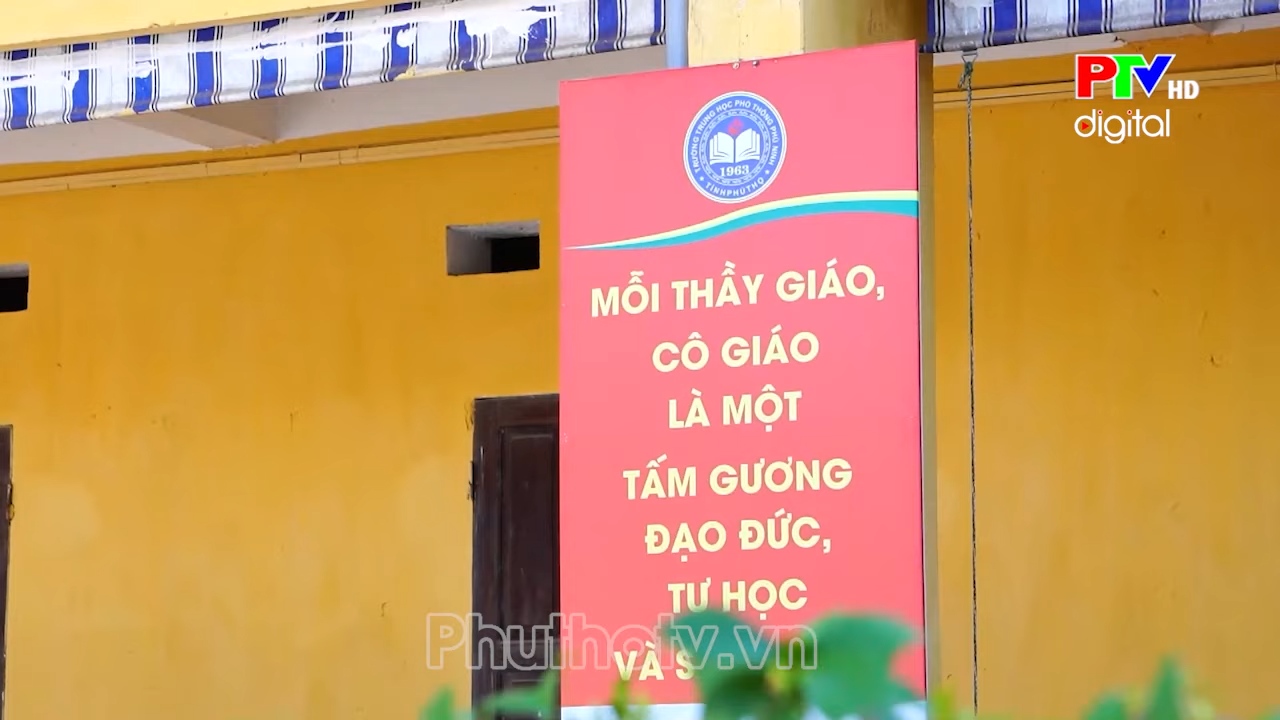 PTV HD
digital
TRƯỜNG TRUNG HỌC PHỔ THÔNG PHÙ NINH
1963
TỈNH PHÚ THỌ
MỖI THẦY GIÁO,
CÔ GIÁO
LÀ MỘT
TẤM GƯƠNG
ĐẠO ĐỨC,
TỰ HỌC
VÀ
Phuthotv.vn